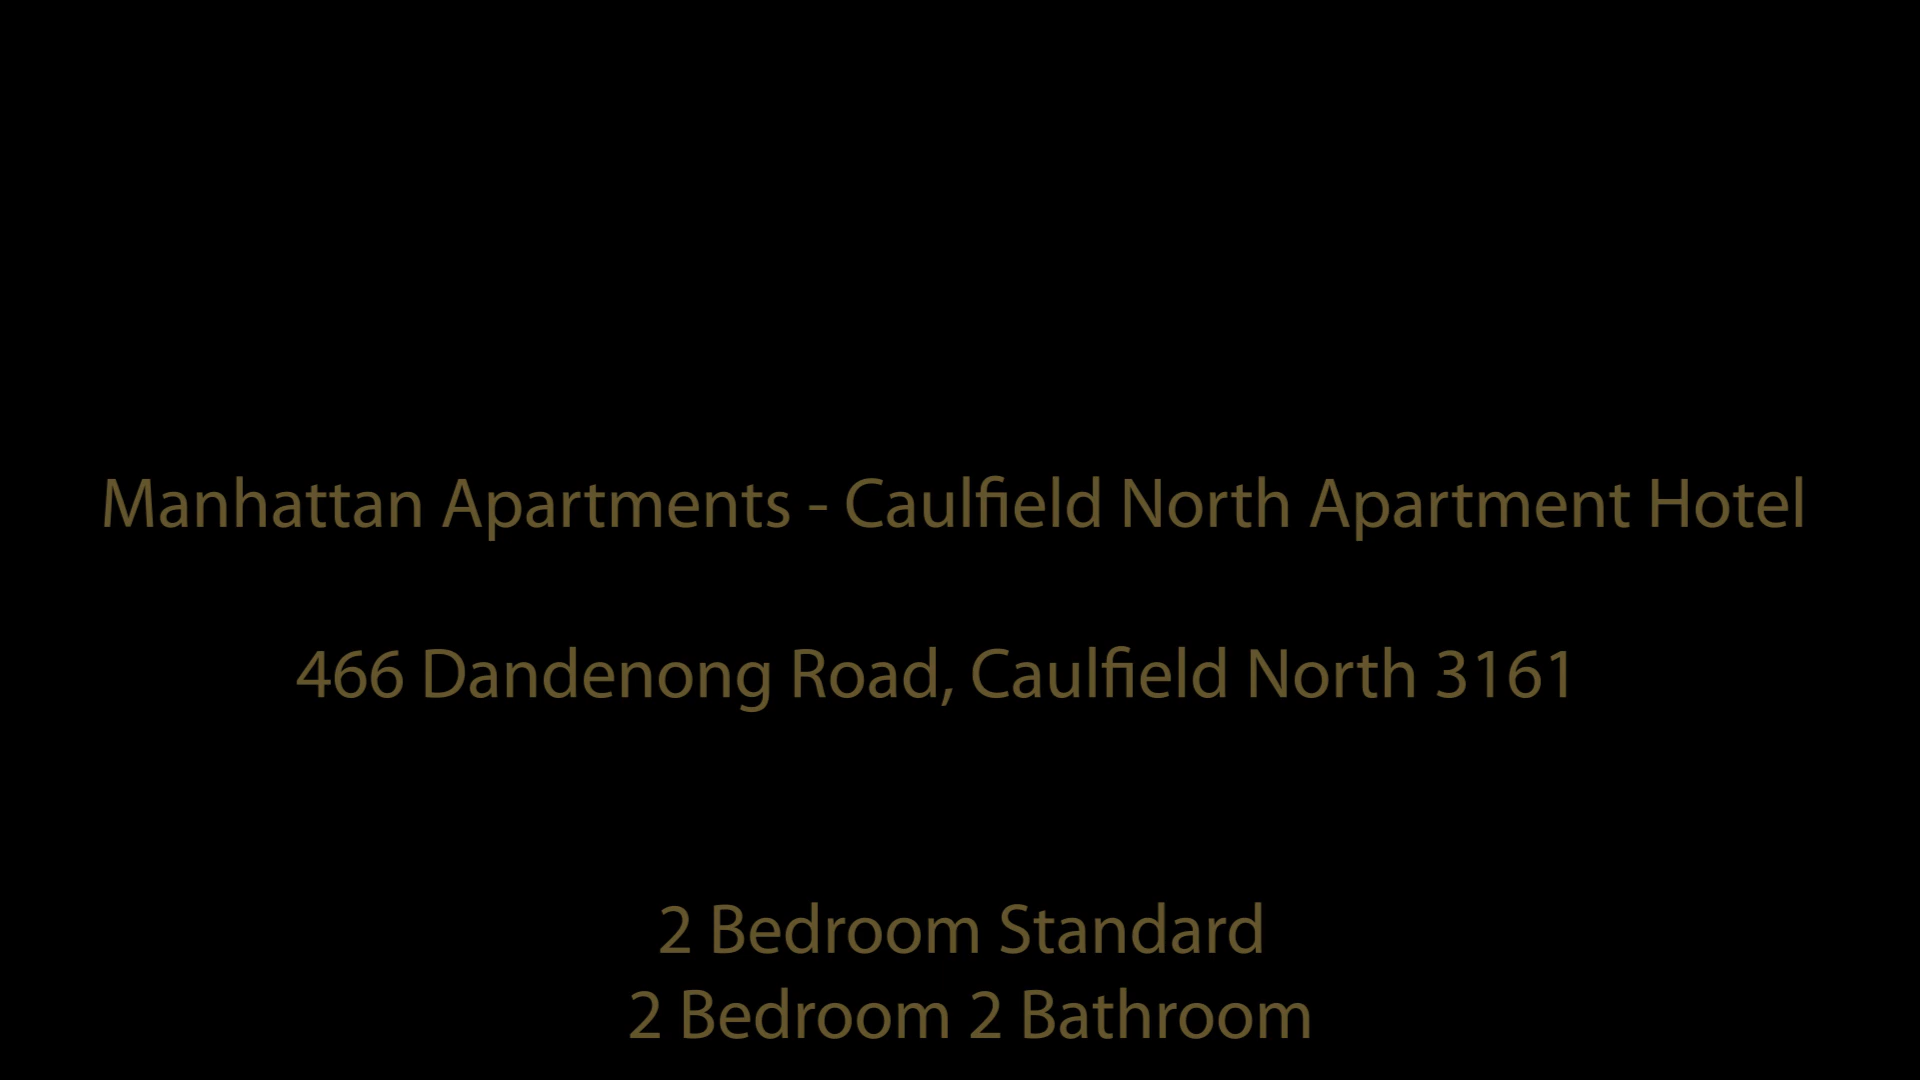 Manhattan Apartments - Caulfield North Apartment Hotel
466 Dandenong Road, Caulfield North 3161
2 Bedroom Standard
2 Bedroom 2 Bathroom